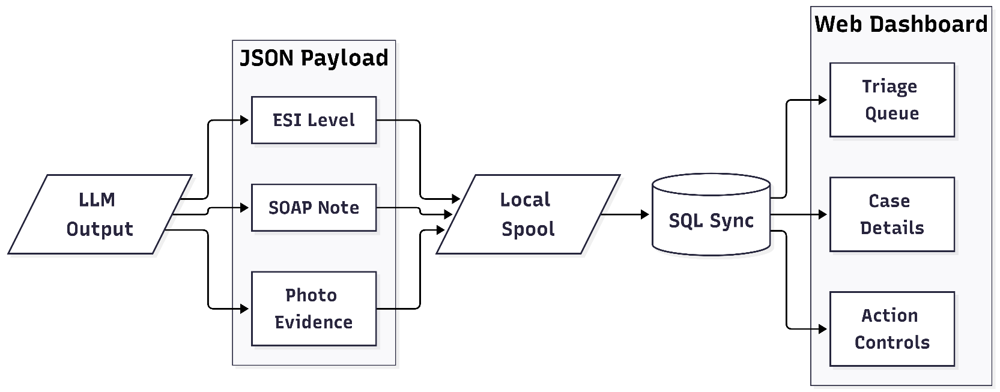 LLM
Output
JSON Payload
ESI Level
SOAP Note
Photo
Evidence
Local
Spool
SQL Sync
Web Dashboard
Triage
Queue
Case
Details
Action
Controls